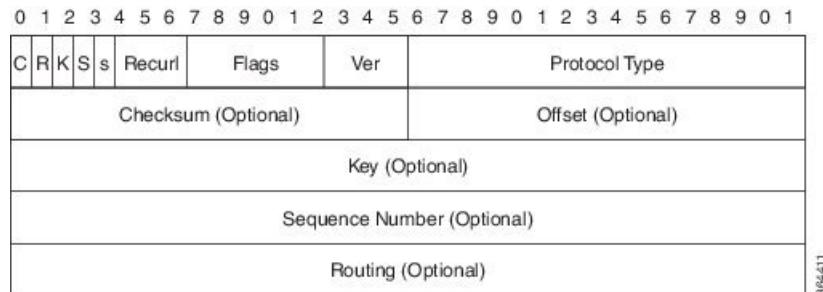 0 1 2 3 4 5 6 7 8 9 0 1 2 3 4 5 6 7 8 9 0 1 2 3 4 5 6 7 8 9 0 1
C R K S s Recurl Flags Ver Protocol Type
Checksum (Optional) Offset (Optional)
Key (Optional)
Sequence Number (Optional)
Routing (Optional)
364411